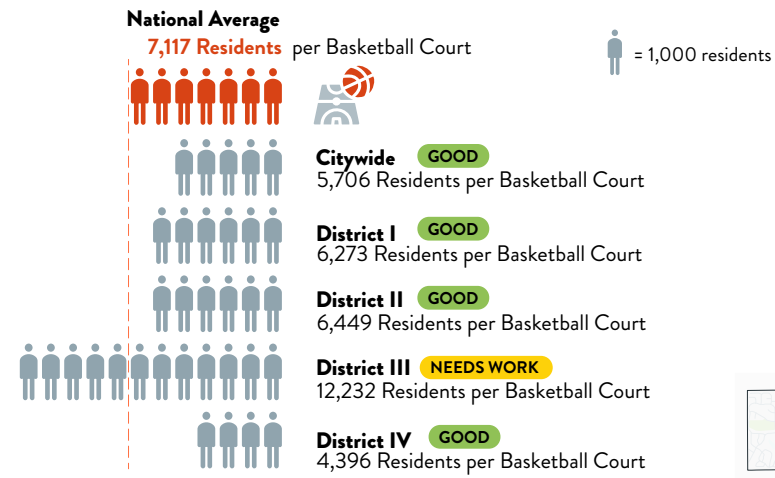 National Average
7,117 Residents per Basketball Court
= 1,000 residents
Citywide GOOD
5,706 Residents per Basketball Court
District I GOOD
6,273 Residents per Basketball Court
District II GOOD
6,449 Residents per Basketball Court
District III NEEDS WORK
12,232 Residents per Basketball Court
District IV GOOD
4,396 Residents per Basketball Court